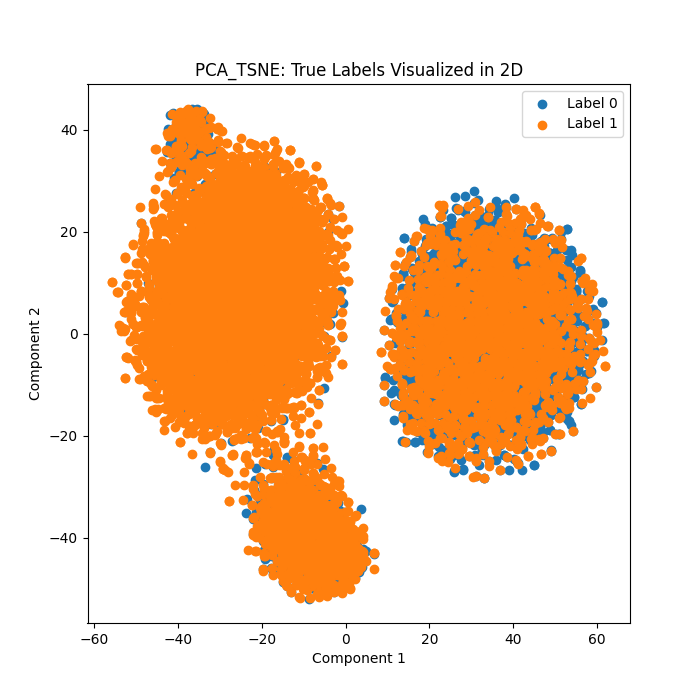 PCA_TSNE: True Labels Visualized in 2D
Label 0
Label 1
40
20
0
−20
−40
Component 2
−60
−40
−20
0
20
40
60
Component 1